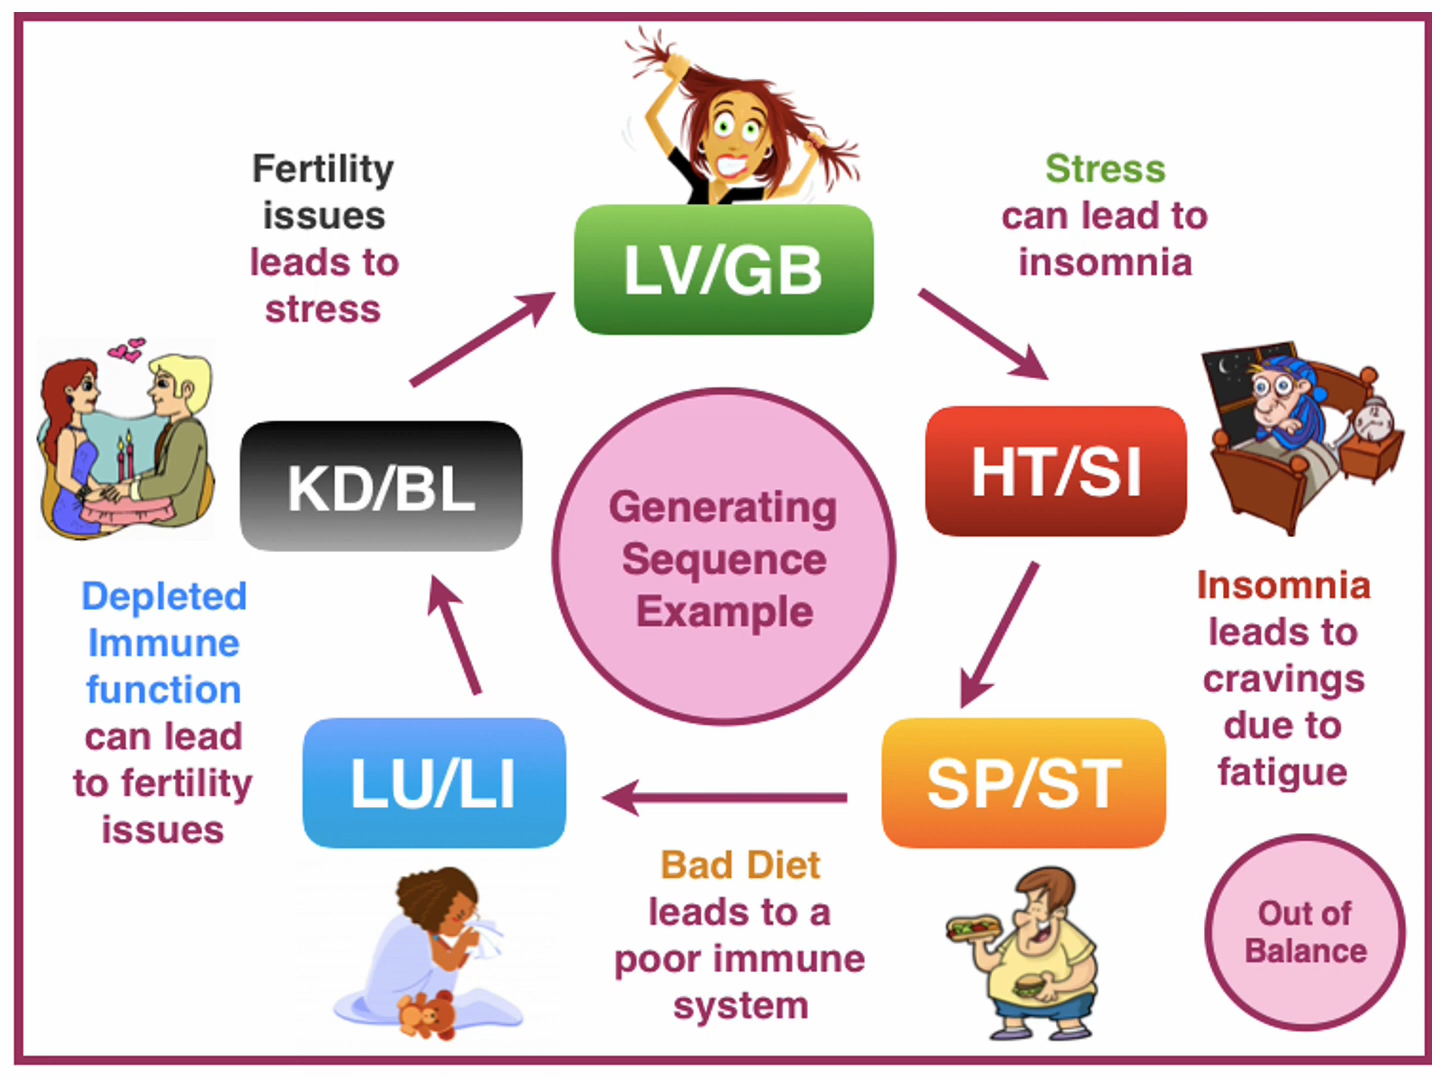 LV/GB
Stress
can lead to
insomnia
HT/SI
Insomnia
leads to
cravings
due to
fatigue
SP/ST
Bad Diet
leads to a
poor immune
system
LU/LI
Depleted
Immune
function
can lead
to fertility
issues
KD/BL
Fertility
issues
leads to
stress
Generating
Sequence
Example
Out of
Balance
12